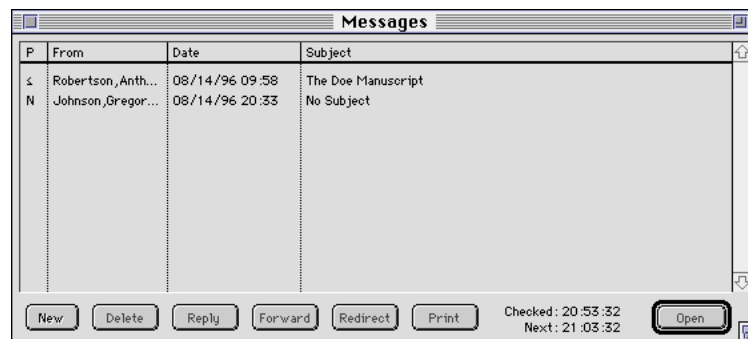 Messages
P From Date Subject
≤ Robertson,Anth... 08/14/96 09:58 The Doe Manuscript
N Johnson,Gregor... 08/14/96 20:33 No Subject
New Delete Reply Forward Redirect Print Checked: 20:53:32 Open
Next: 21:03:32